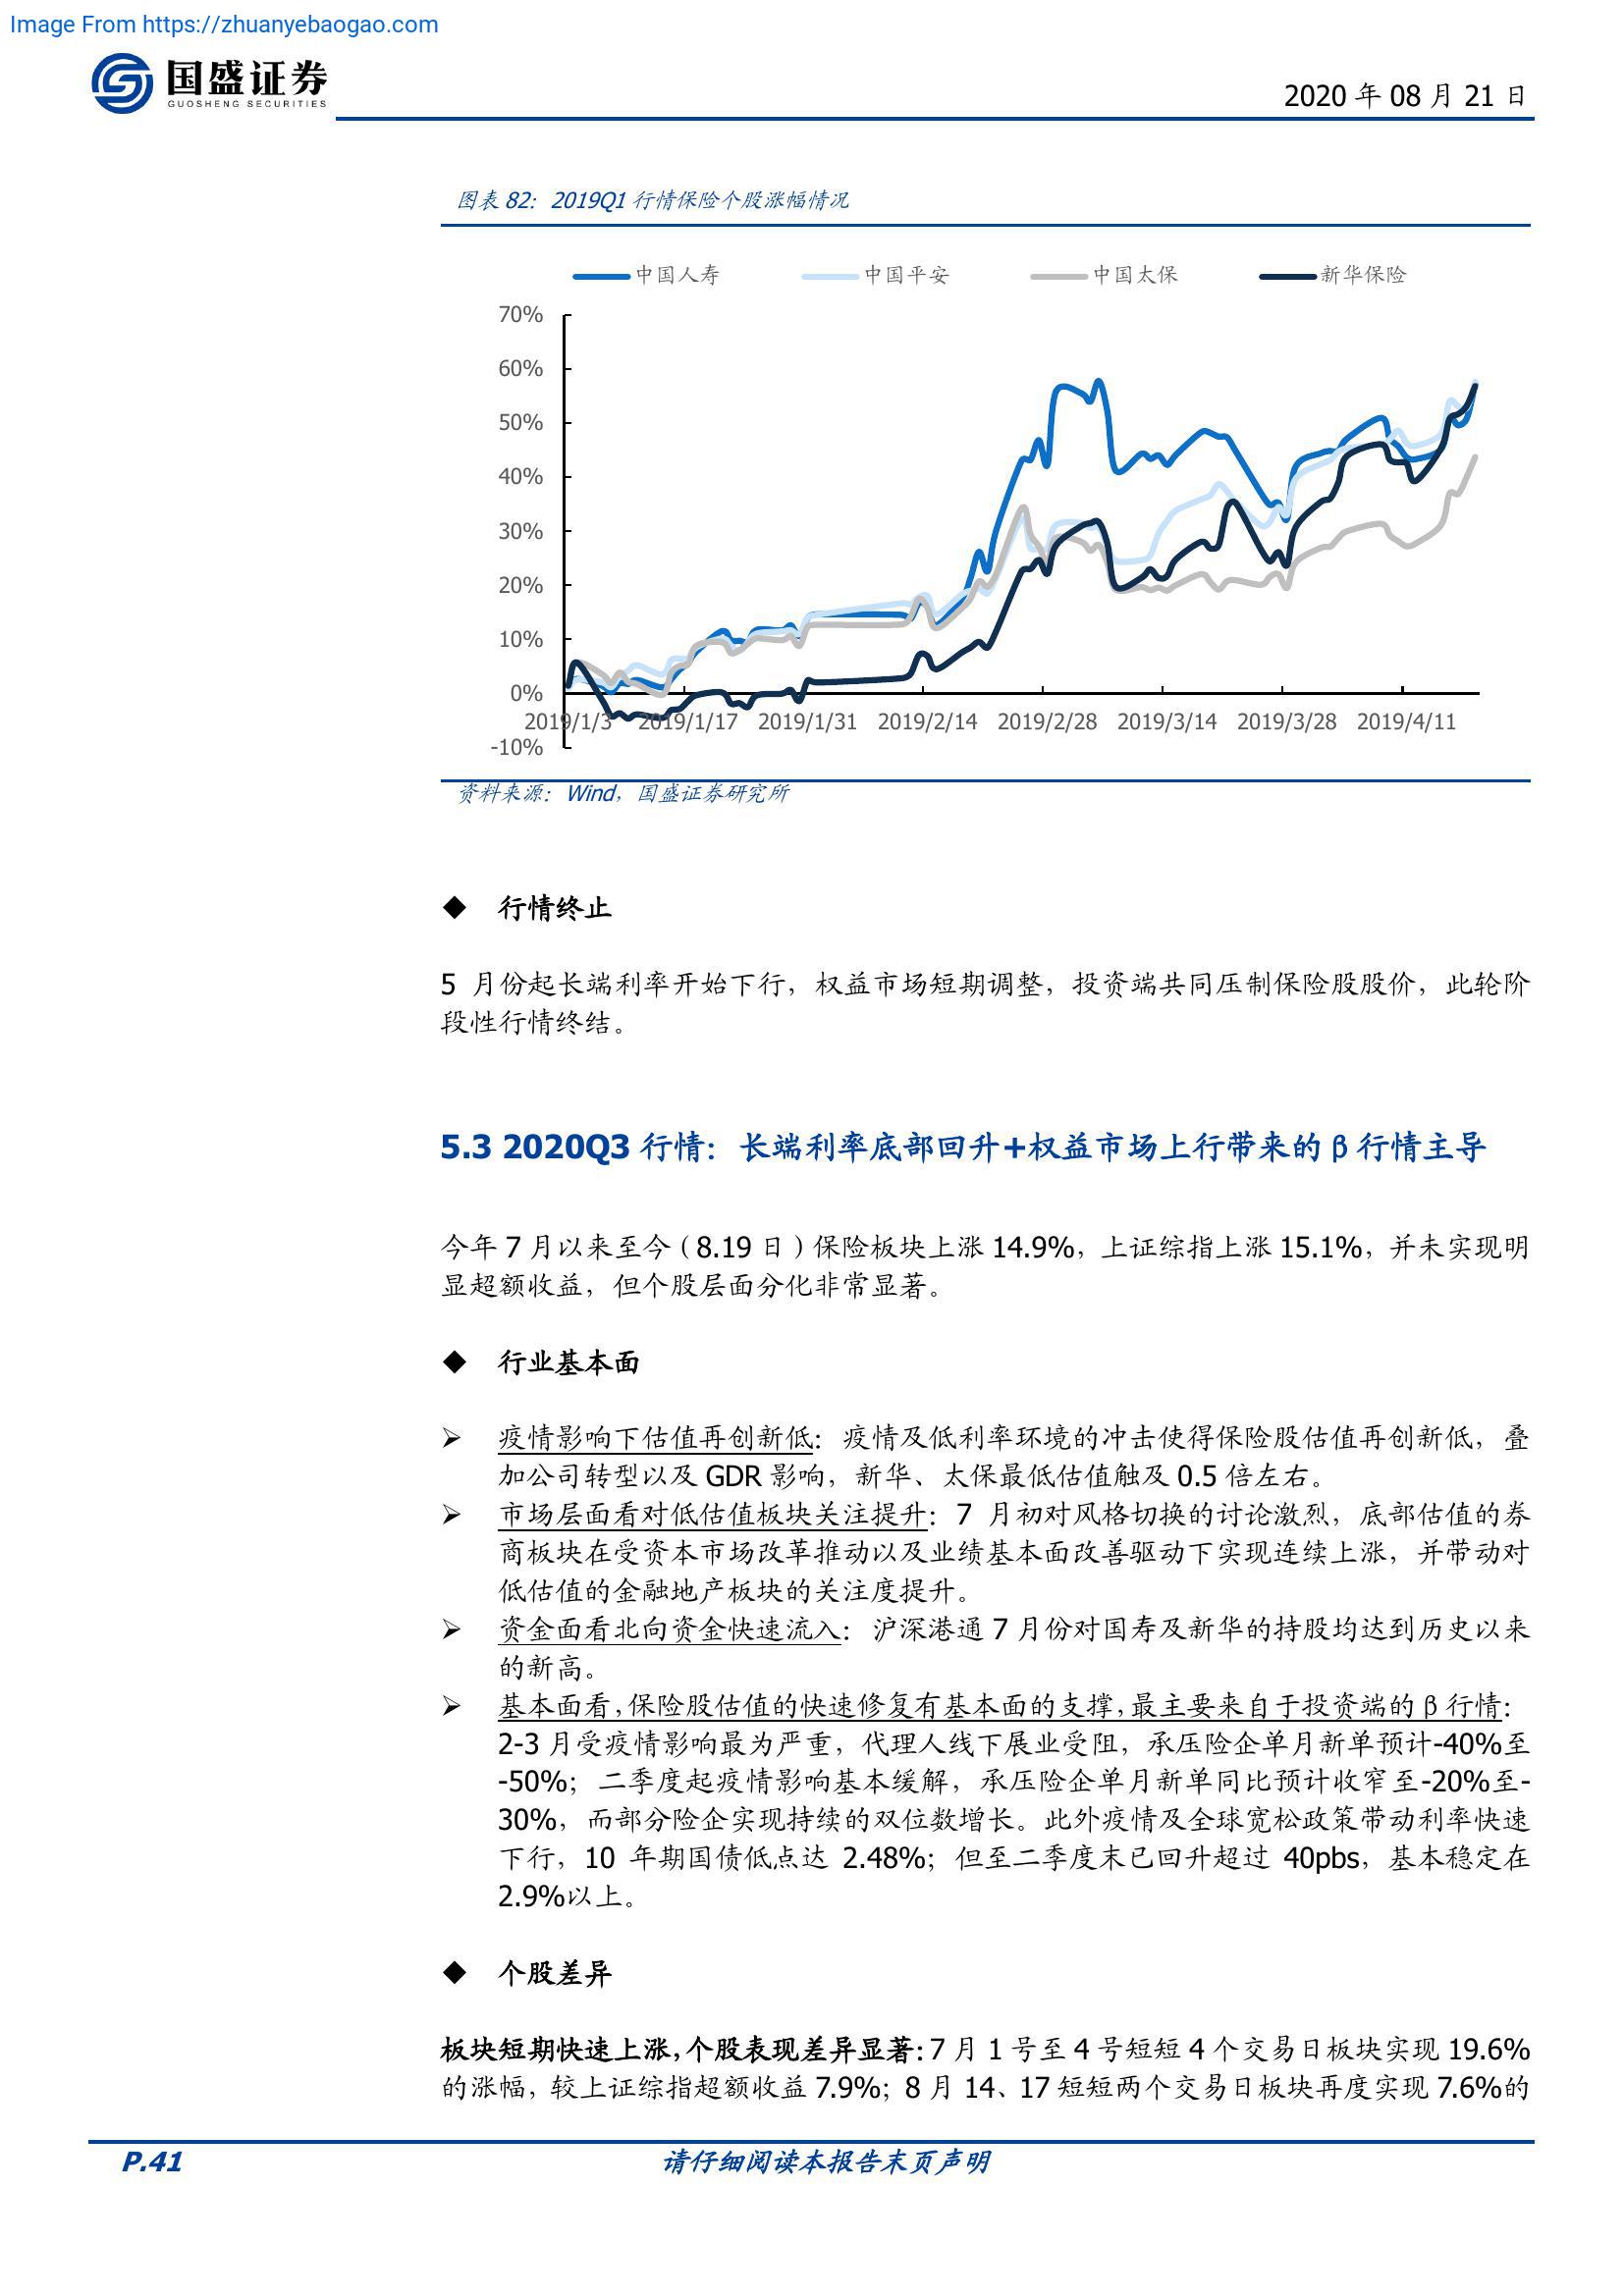 Image From https://zhuanyebaogao.com
国盛证券
GUOSHENG SECURITIES
2020 年 08 月 21 日
图表 82：2019Q1 行情保险个股涨幅情况
中国人寿 中国平安 中国太保 新华保险
70%
60%
50%
40%
30%
20%
10%
0%
-10%
2019/1/3 2019/1/17 2019/1/31 2019/2/14 2019/2/28 2019/3/14 2019/3/28 2019/4/11
资料来源：Wind，国盛证券研究所
◆ 行情终止
5 月份起长端利率开始下行，权益市场短期调整，投资端共同压制保险股股价，此轮阶
段性行情终结。
5.3 2020Q3 行情：长端利率底部回升+权益市场上行带来的 β 行情主导
今年 7 月以来至今（8.19 日）保险板块上涨 14.9%，上证综指上涨 15.1%，并未实现明
显超额收益，但个股层面分化非常显著。
◆ 行业基本面
➢ 疫情影响下估值再创新低：疫情及低利率环境的冲击使得保险股估值再创新低，叠
加公司转型以及 GDR 影响，新华、太保最低估值触及 0.5 倍左右。
➢ 市场层面看对低估值板块关注提升：7 月初对风格切换的讨论激烈，底部估值的券
商板块在受资本市场改革推动以及业绩基本面改善驱动下实现连续上涨，并带动对
低估值的金融地产板块的关注度提升。
➢ 资金面看北向资金快速流入：沪深港通 7 月份对国寿及新华的持股均达到历史以来
的新高。
➢ 基本面看，保险股估值的快速修复有基本面的支撑，最主要来自于投资端的 β 行情：
2-3 月受疫情影响最为严重，代理人线下展业受阻，承压险企单月新单预计-40%至
-50%；二季度起疫情影响基本缓解，承压险企单月新单同比预计收窄至-20%至-
30%，而部分险企实现持续的双位数增长。此外疫情及全球宽松政策带动利率快速
下行，10 年期国债低点达 2.48%；但至二季度末已回升超过 40pbs，基本稳定在
2.9%以上。
◆ 个股差异
板块短期快速上涨，个股表现差异显著：7 月 1 号至 4 号短短 4 个交易日板块实现 19.6%
的涨幅，较上证综指超额收益 7.9%；8 月 14、17 短短两个交易日板块再度实现 7.6%的
P.41
请仔细阅读本报告末页声明